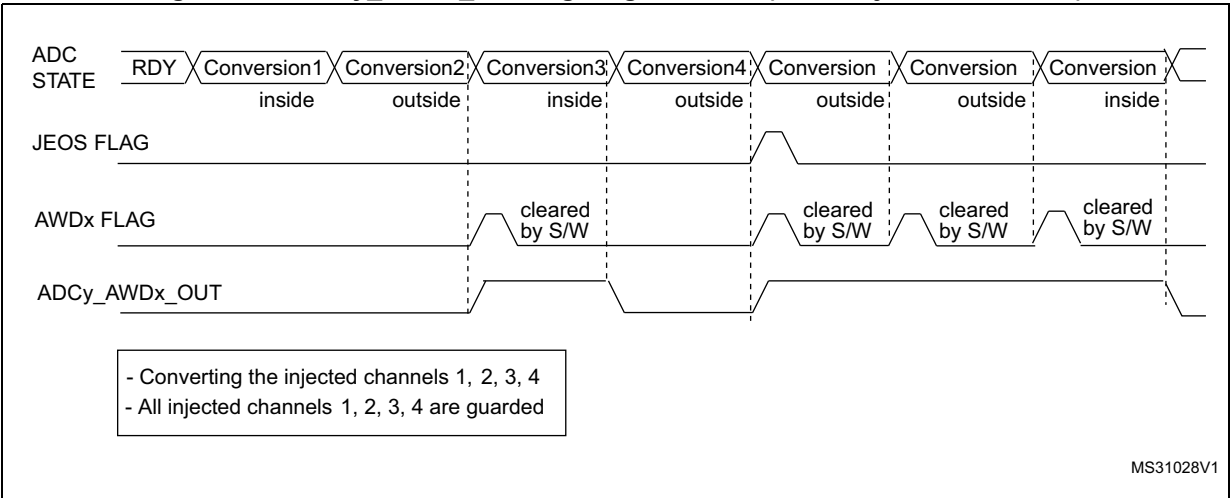 ADC
STATE
RDY Conversion1 Conversion2 Conversion3 Conversion4 Conversion Conversion Conversion
inside outside inside outside outside outside inside
JEOS FLAG
AWDx FLAG
cleared
by S/W
cleared
by S/W
cleared
by S/W
cleared
by S/W
ADCy_AWDx_OUT
- Converting the injected channels 1, 2, 3, 4
- All injected channels 1, 2, 3, 4 are guarded
MS31028V1